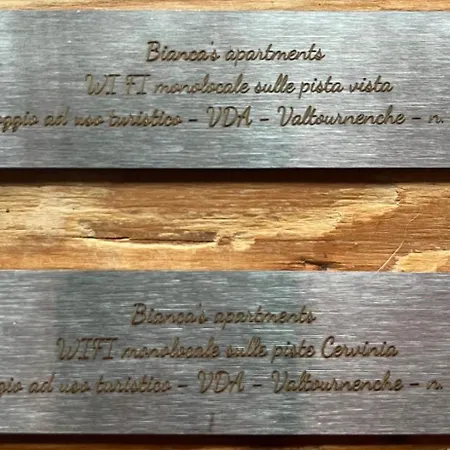 Bianca's apartments
WI FI monolocale sulle pista vista
ggio ad uso turistico - VDA - Valtournenche - n.
Bianca's apartments
WIFI monolocale sulle piste Cervinia
gio ad uso turistico - VDA - Valtournenche - n.